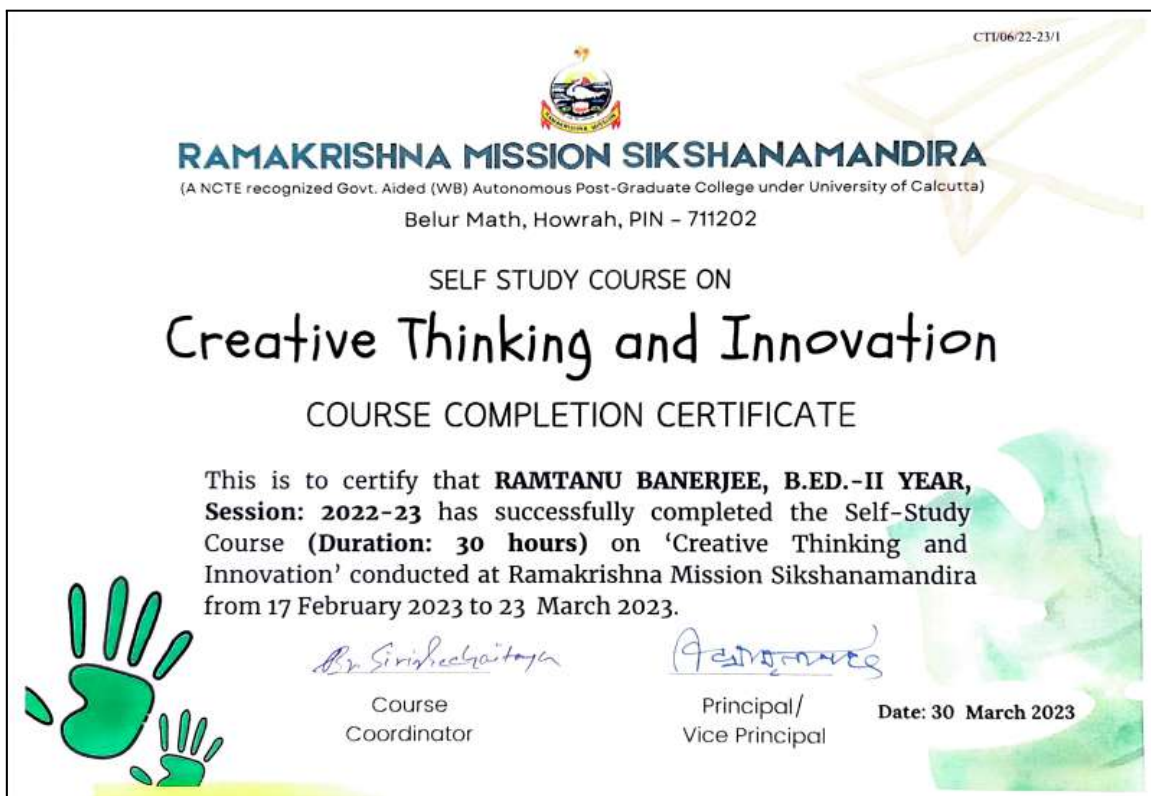 CTI/06/22-23/1
RAMAKRISHNA MISSION
RAMAKRISHNA MISSION SIKSHANAMANDIRA
(A NCTE recognized Govt. Aided (WB) Autonomous Post-Graduate College under University of Calcutta)
Belur Math, Howrah, PIN – 711202
SELF STUDY COURSE ON
Creative Thinking and Innovation
COURSE COMPLETION CERTIFICATE
This is to certify that RAMTANU BANERJEE, B.ED.-II YEAR,
Session: 2022-23 has successfully completed the Self-Study
Course (Duration: 30 hours) on ‘Creative Thinking and
Innovation’ conducted at Ramakrishna Mission Sikshanamandira
from 17 February 2023 to 23 March 2023.
Course
Coordinator
Principal/
Vice Principal
Date: 30 March 2023